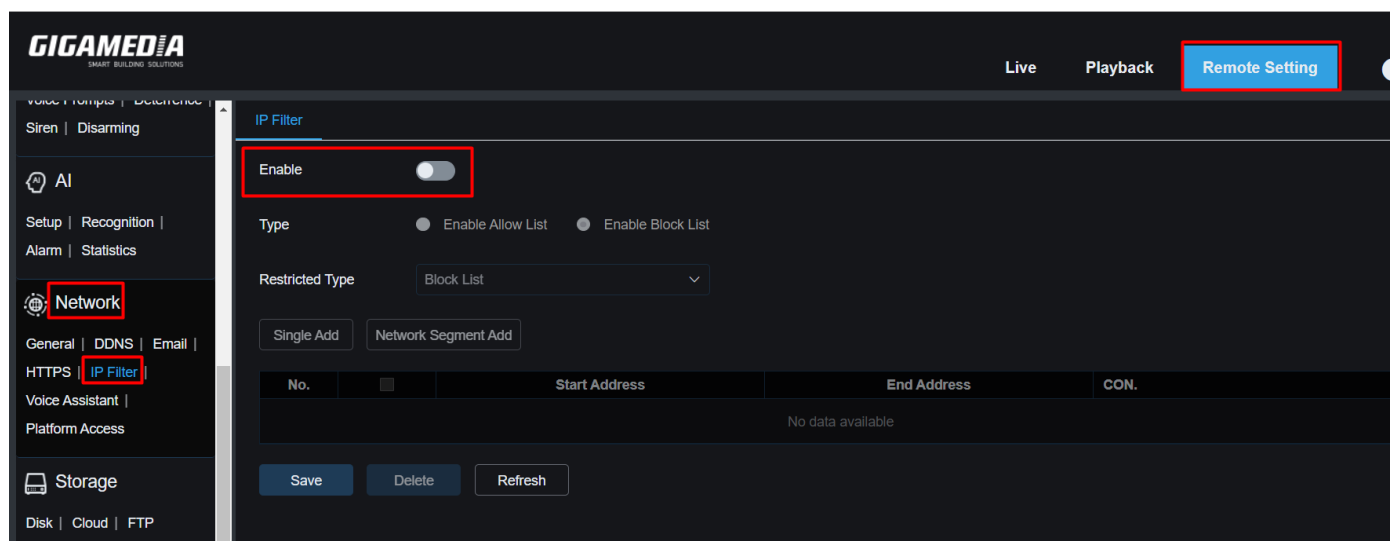 GIGAMEDIA
SMART BUILDING SOLUTIONS
Live Playback Remote Setting
Voice Prompts | Deterrence |
Siren | Disarming
AI
Setup | Recognition |
Alarm | Statistics
Network
General | DDNS | Email |
HTTPS | IP Filter |
Voice Assistant |
Platform Access
Storage
Disk | Cloud | FTP
IP Filter
Enable
Type Enable Allow List Enable Block List
Restricted Type Block List
Single Add Network Segment Add
No. Start Address End Address CON.
No data available
Save Delete Refresh